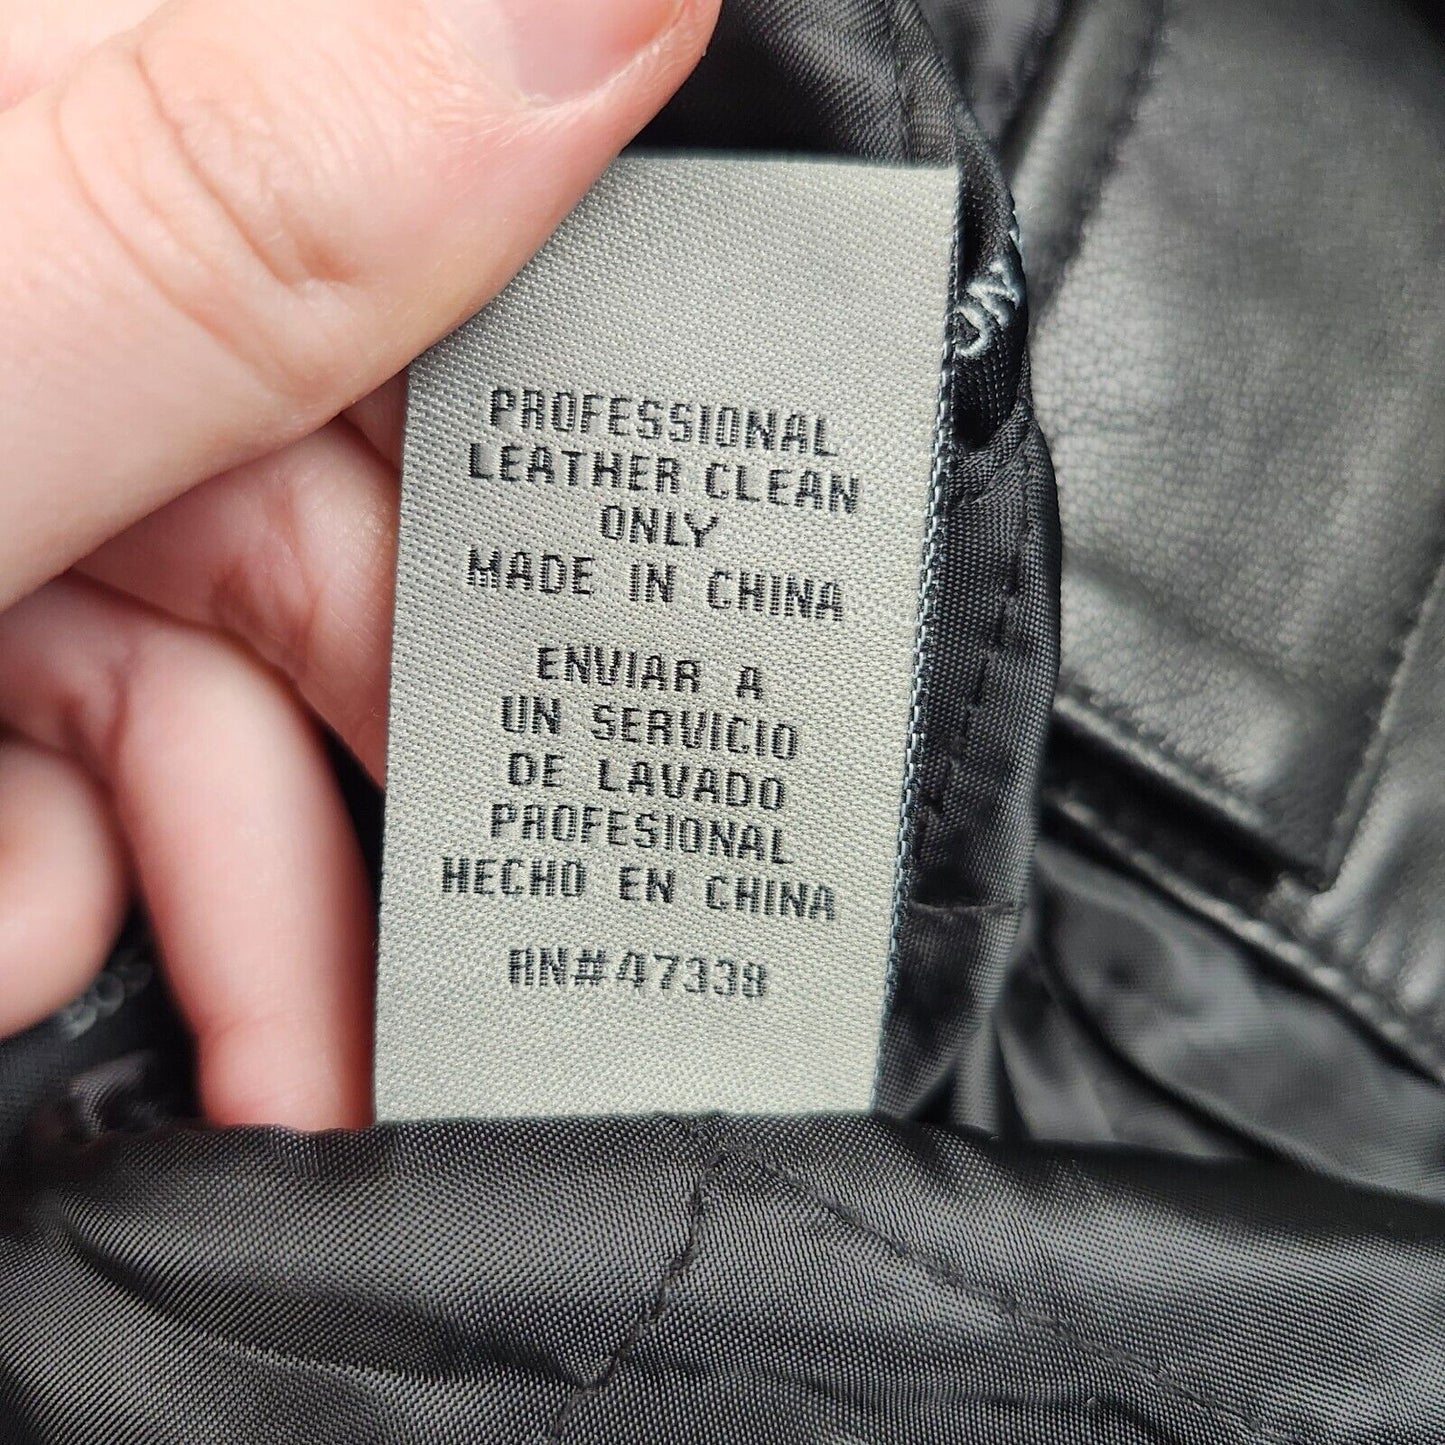 PROFESSIONAL
LEATHER CLEAN
ONLY
MADE IN CHINA
ENVIAR A
UN SERVICIO
DE LAVADO
PROFESIONAL
HECHO EN CHINA
RN#47338